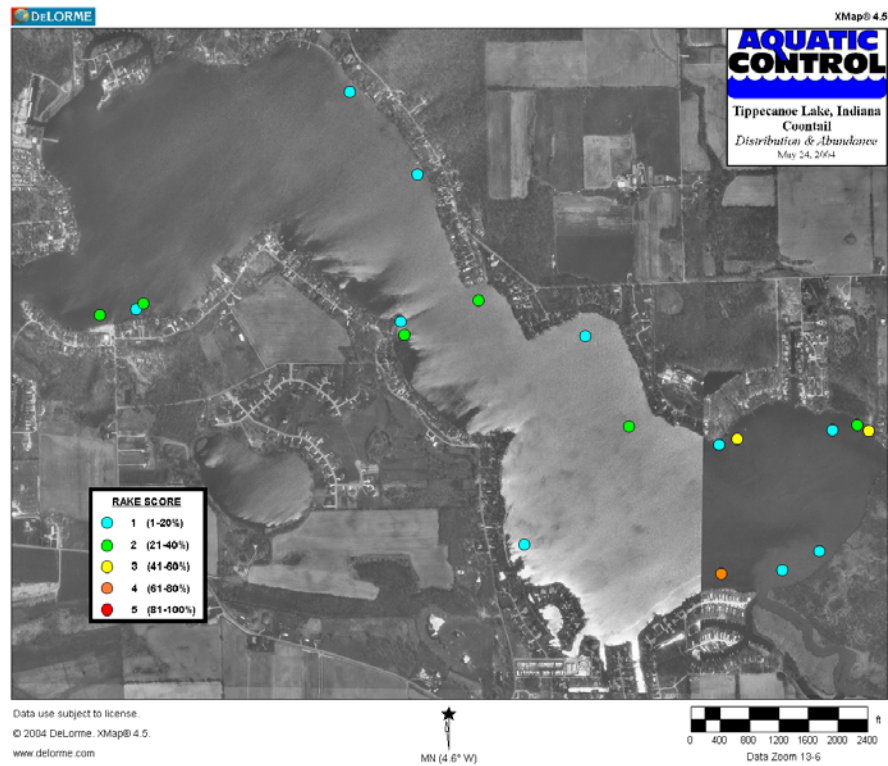 DELORME
XMap® 4.5
AQUATIC
CONTROL
Tippecanoe Lake, Indiana
Coontail
Distribution & Abundance
May 24, 2004
RAKE SCORE
1 (1-20%)
2 (21-40%)
3 (41-60%)
4 (61-80%)
5 (81-100%)
Data use subject to license.
© 2004 DeLorme. XMap® 4.5.
www.delorme.com
N
MN (4.6° W)
0 400 800 1200 1600 2000 2400
ft
Data Zoom 13-6